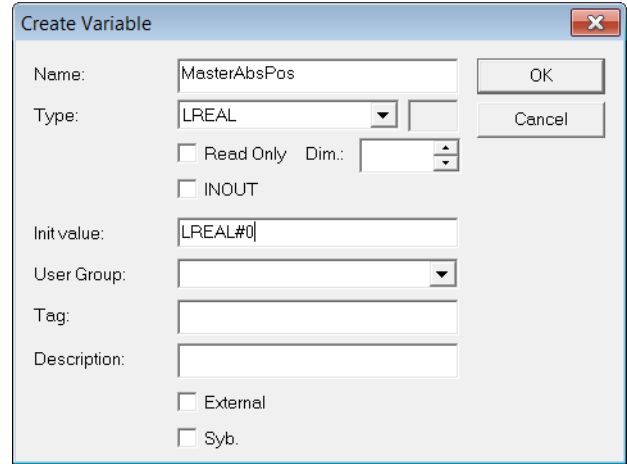 Create Variable
Name: MasterAbsPos OK
Type: LREAL Cancel
Read Only Dim.:
INOUT
Init value: LREAL#0
User Group:
Tag:
Description:
External
Syb.